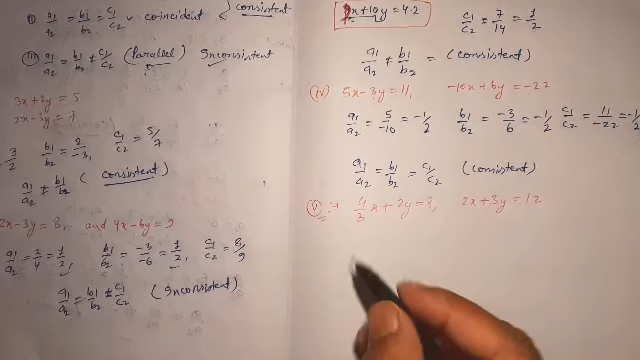 ii) a1/a2 = b1/b2 = c1/c2 v coincident { consistent
iii) a1/a2 = b1/b2 ≠ c1/c2 (Parallel) Inconsistent
3x+2y = 5
2x-3y = 7
3/2 b1/b2 = 2/-3, c1/c2 = 5/7
a1/a2 ≠ b1/b2 (consistent)
2x-3y = 8, and 4x-6y = 9
a1/a2 = 2/4 = 1/2 b1/b2 = -3/-6 = 1/2, c1/c2 = 8/9
a1/a2 = b1/b2 ≠ c1/c2 (Inconsistent)
x+10y = 42 c1/c2 = 7/14 = 1/2
a1/a2 ≠ b1/b2 = (consistent)
(iv) 5x-3y = 11, -10x+6y = -22
a1/a2 = 5/-10 = -1/2 b1/b2 = -3/6 = -1/2 c1/c2 = 11/-22 = -1/2
a1/a2 = b1/b2 = c1/c2 (consistent)
(v) 4/3x+2y = 8, 2x+3y = 12